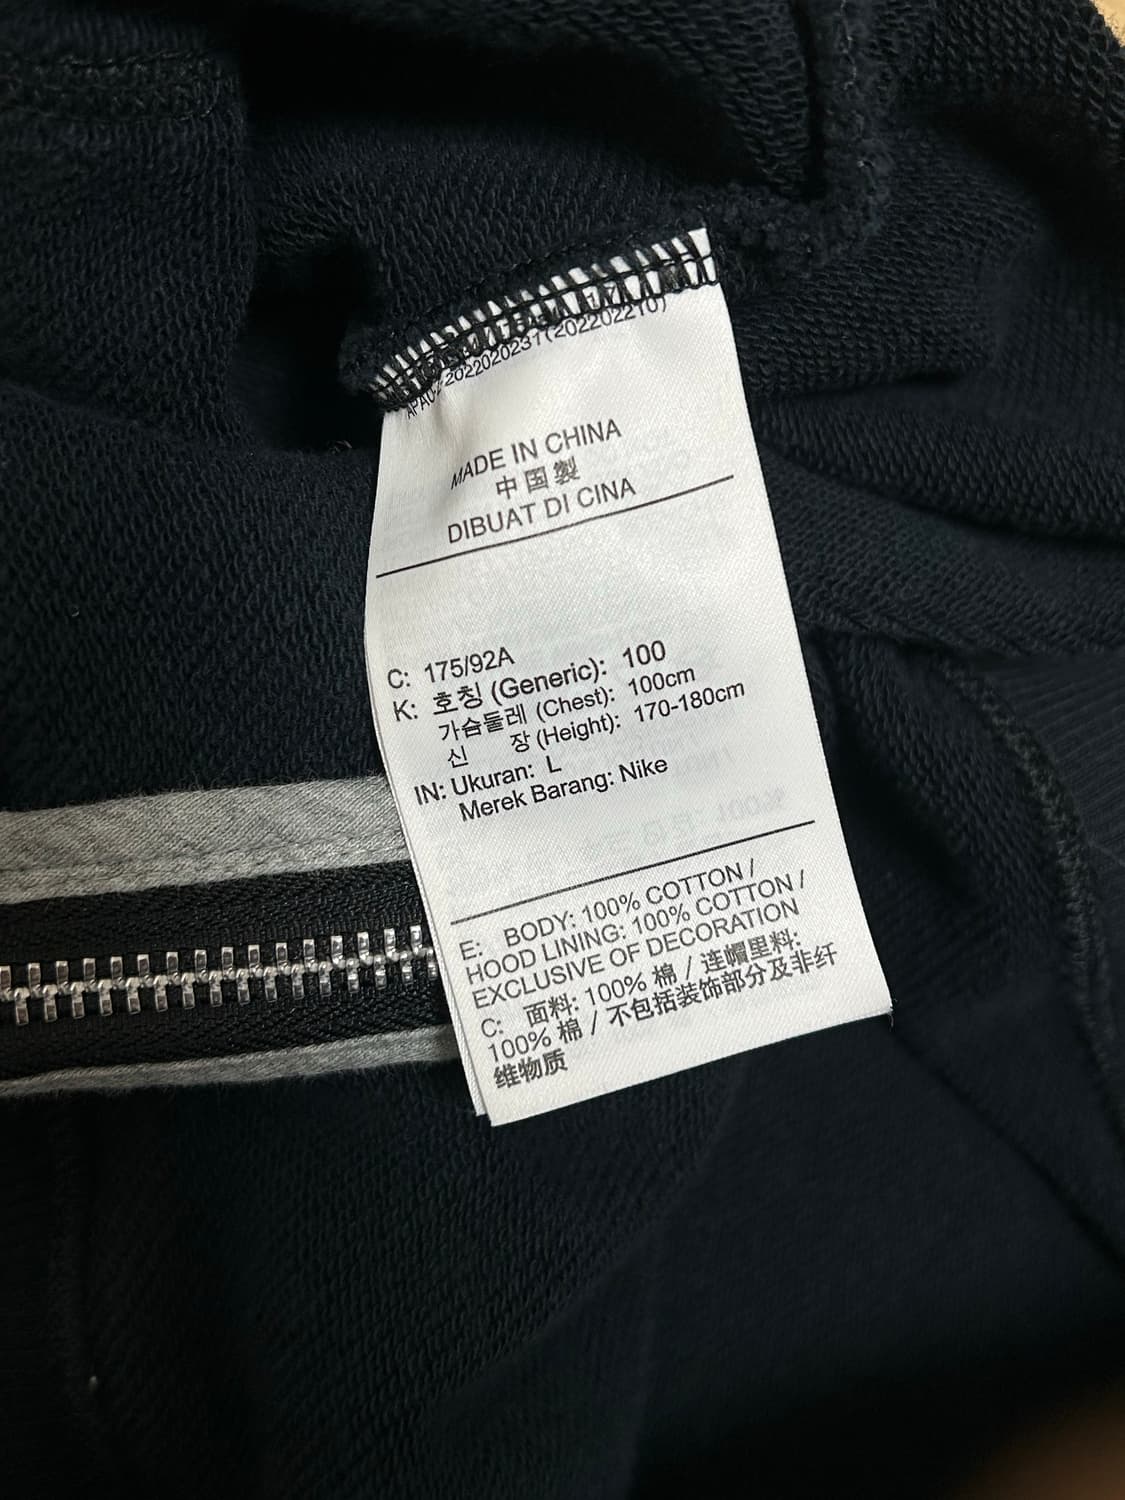 APAC2 2022020231(202202210)
MADE IN CHINA
中国製
DIBUAT DI CINA
C: 175/92A
K: 호칭 (Generic): 100
가슴둘레 (Chest): 100cm
신 장 (Height): 170-180cm
IN: Ukuran: L
Merek Barang: Nike
E: BODY: 100% COTTON /
HOOD LINING: 100% COTTON /
EXCLUSIVE OF DECORATION
C: 面料: 100% 棉 / 连帽里料:
100% 棉 / 不包括装饰部分及非纤
维物质